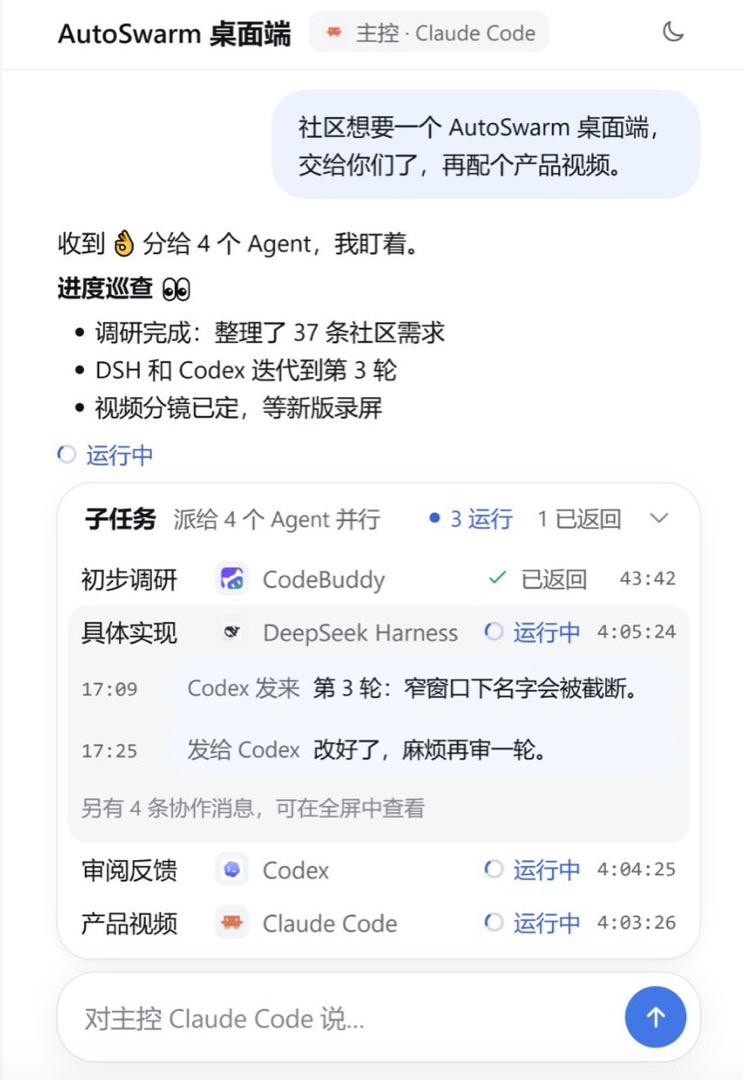 AutoSwarm 桌面端 主控 · Claude Code
社区想要一个 AutoSwarm 桌面端，
交给你们了，再配个产品视频。
收到 👌 分给 4 个 Agent，我盯着。
进度巡查 👀
• 调研完成：整理了 37 条社区需求
• DSH 和 Codex 迭代到第 3 轮
• 视频分镜已定，等新版录屏
运行中
子任务 派给 4 个 Agent 并行 • 3 运行 1 已返回
初步调研 CodeBuddy ✓ 已返回 43:42
具体实现 DeepSeek Harness 运行中 4:05:24
17:09 Codex 发来 第 3 轮：窄窗口下名字会被截断。
17:25 发给 Codex 改好了，麻烦再审一轮。
另有 4 条协作消息，可在全屏中查看
审阅反馈 Codex 运行中 4:04:25
产品视频 Claude Code 运行中 4:03:26
对主控 Claude Code 说...